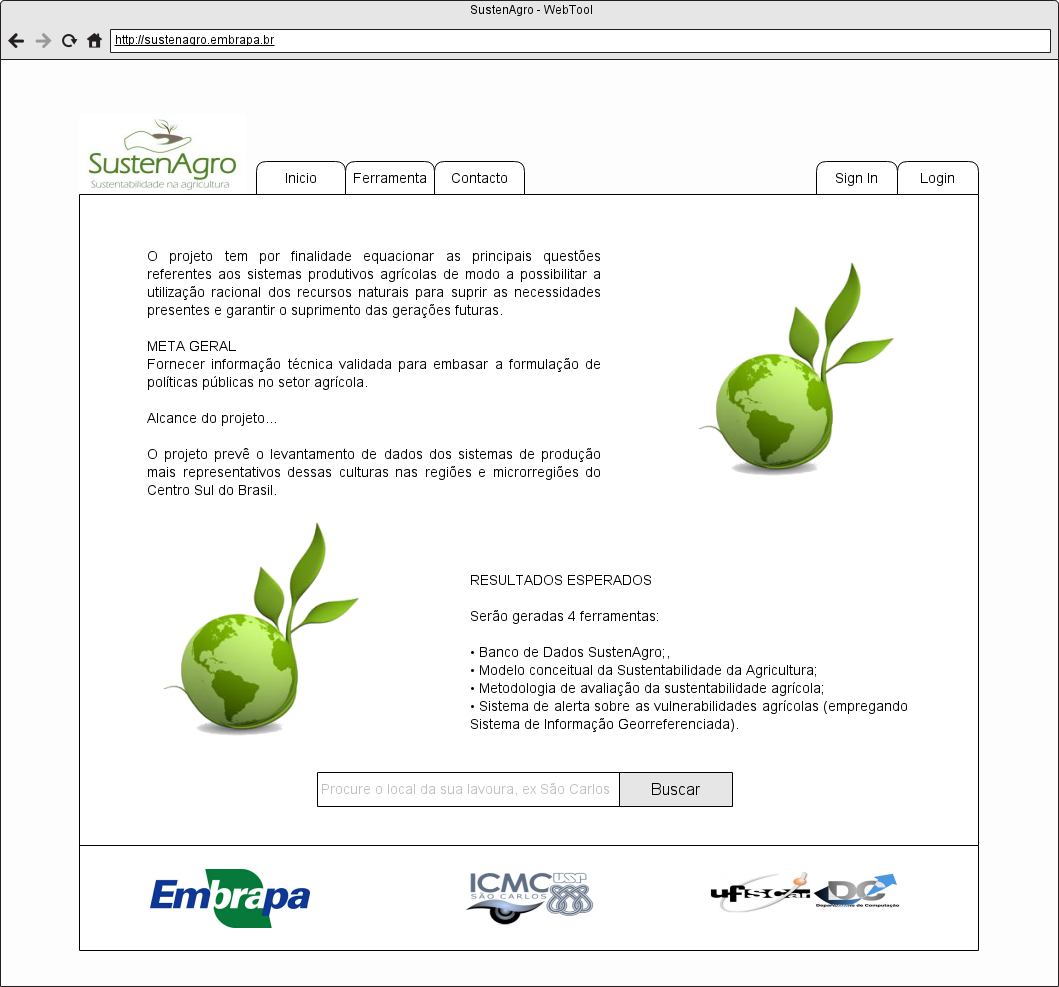 SustenAgro - WebTool
http://sustenagro.embrapa.br
SustenAgro
Sustentabilidade na agricultura
Inicio
Ferramenta
Contacto
Sign In
Login
O projeto tem por finalidade equacionar as principais questões
referentes aos sistemas produtivos agrícolas de modo a possibilitar a
utilização racional dos recursos naturais para suprir as necessidades
presentes e garantir o suprimento das gerações futuras.
META GERAL
Fornecer informação técnica validada para embasar a formulação de
políticas públicas no setor agrícola.
Alcance do projeto...
O projeto prevê o levantamento de dados dos sistemas de produção
mais representativos dessas culturas nas regiões e microrregiões do
Centro Sul do Brasil.
RESULTADOS ESPERADOS
Serão geradas 4 ferramentas:
• Banco de Dados SustenAgro;,
• Modelo conceitual da Sustentabilidade da Agricultura;
• Metodologia de avaliação da sustentabilidade agrícola;
• Sistema de alerta sobre as vulnerabilidades agrícolas (empregando
Sistema de Informação Georreferenciada).
Procure o local da sua lavoura, ex São Carlos
Buscar
Embrapa
ICMC USP
SÃO CARLOS
ufscar
DC
Departamento de Computação